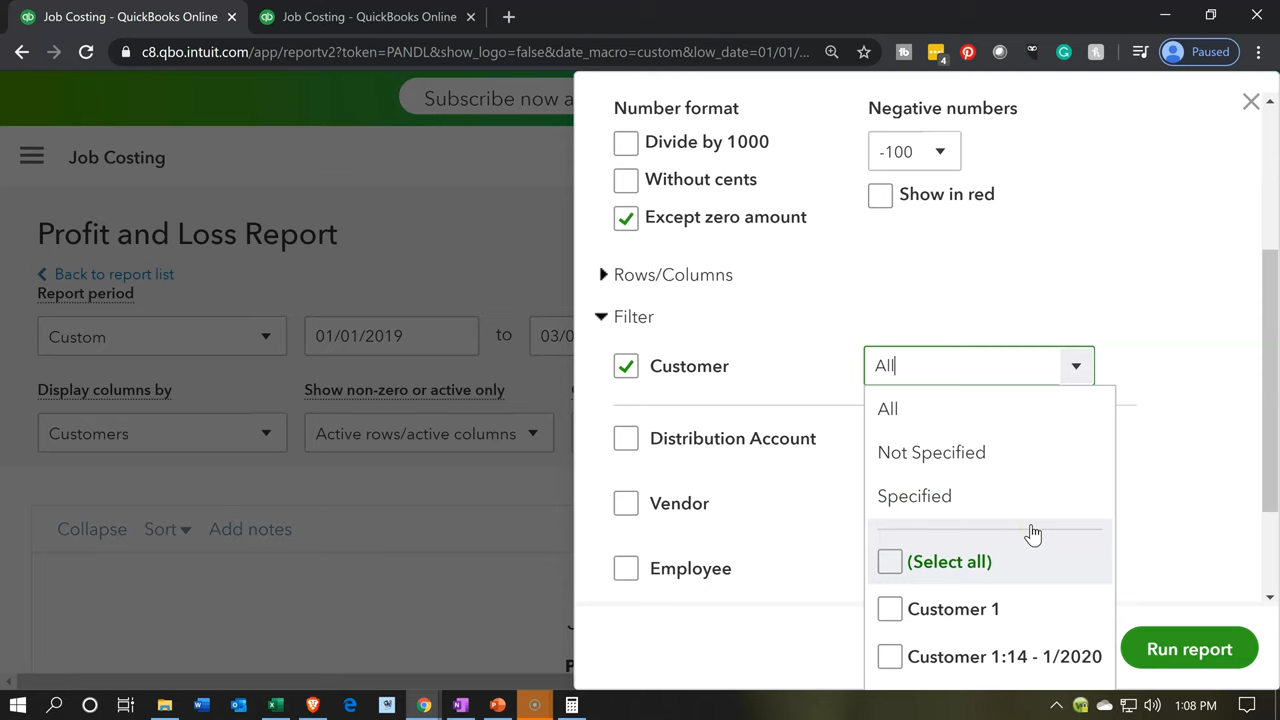 Job Costing - QuickBooks Online
Job Costing - QuickBooks Online
c8.qbo.intuit.com/app/reportv2?token=PANDL&show_logo=false&date_macro=custom&low_date=01/01/...
4
Paused
Subscribe now a
Job Costing
Profit and Loss Report
Back to report list
Report period
Custom
01/01/2019
to
03/0
Display columns by
Show non-zero or active only
Customers
Active rows/active columns
Collapse
Sort
Add notes
Number format
Negative numbers
Divide by 1000
-100
Without cents
Show in red
Except zero amount
Rows/Columns
Filter
Customer
All
All
Not Specified
Specified
(Select all)
Customer 1
Customer 1:14 - 1/2020
Distribution Account
Vendor
Employee
Run report
1:08 PM